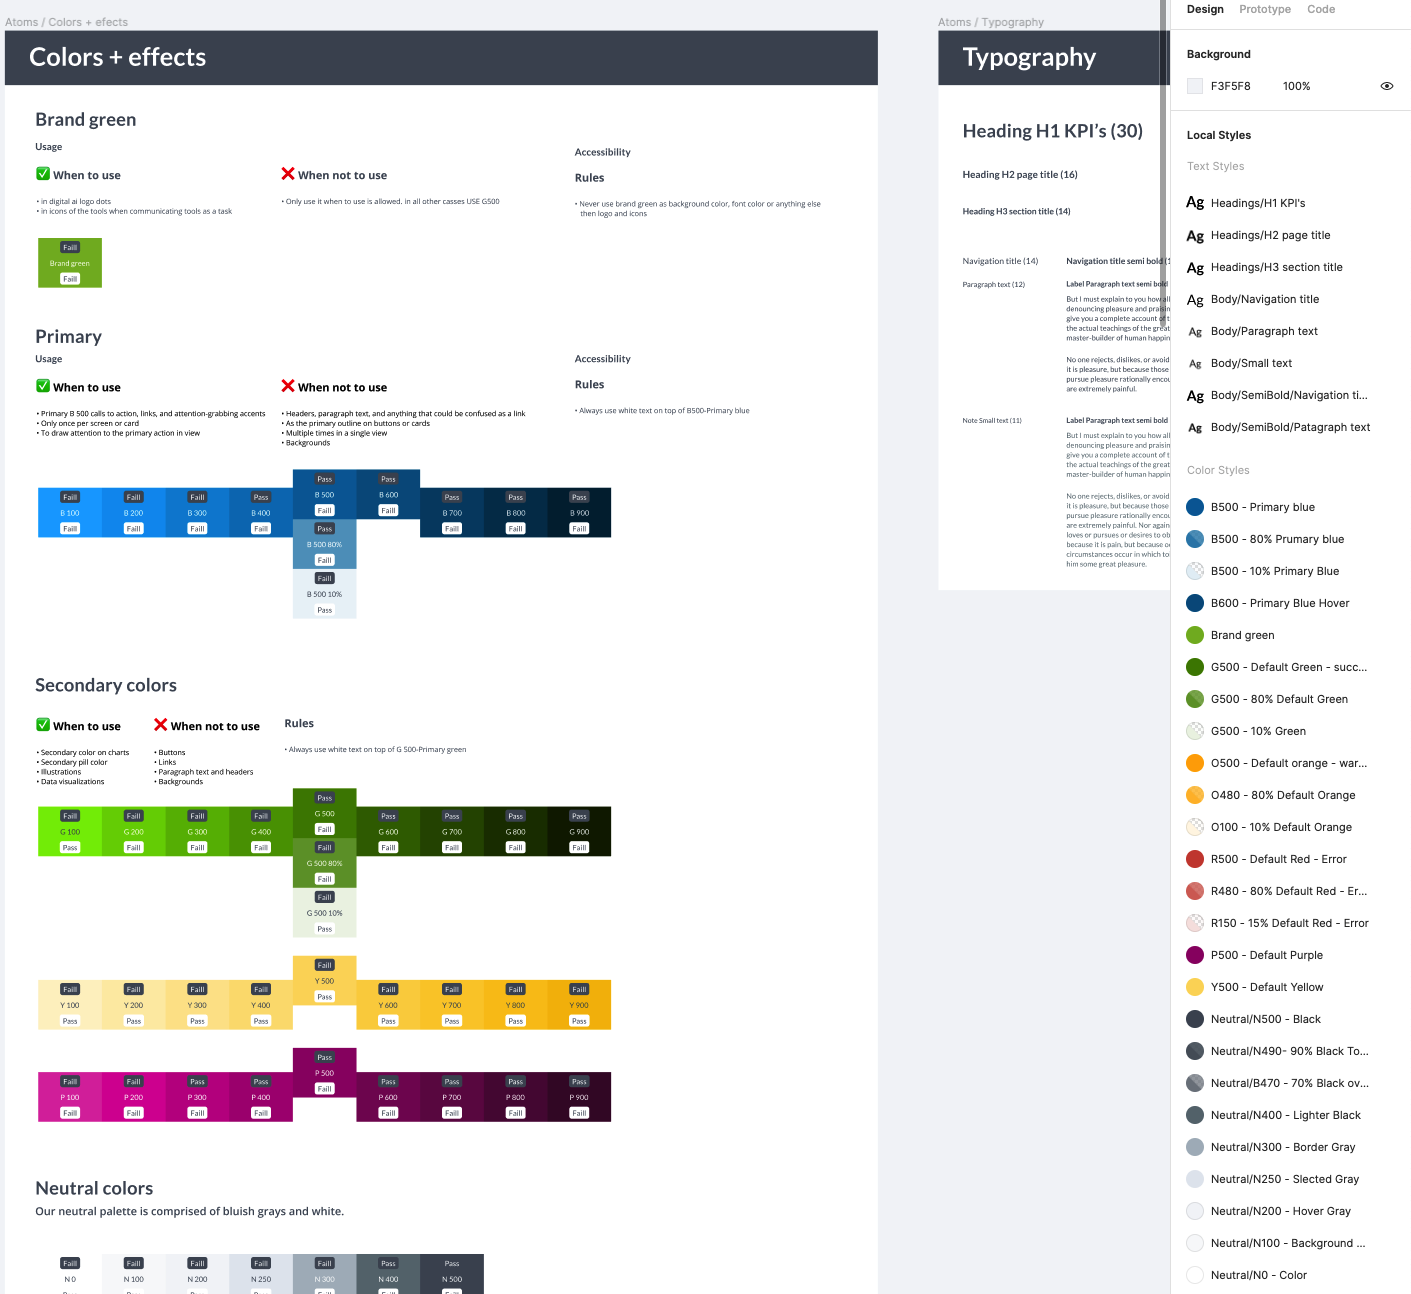 Atoms / Colors + efects
Colors + effects
Brand green
Usage
When to use
• in digital ai logo dots
• in icons of the tools when communicating tools as a task
When not to use
• Only use it when to use is allowed. in all other casses USE G500
Accessibility
Rules
• Never use brand green as background color, font color or anything else
then logo and icons
Faill
Brand green
Faill
Primary
Usage
When to use
• Primary B 500 calls to action, links, and attention-grabbing accents
• Only once per screen or card
• To draw attention to the primary action in view
When not to use
• Headers, paragraph text, and anything that could be confused as a link
• As the primary outline on buttons or cards
• Multiple times in a single view
• Backgrounds
Accessibility
Rules
• Always use white text on top of B500-Primary blue
Faill Faill Faill Pass Pass Pass Pass Pass Pass
B 100 B 200 B 300 B 400 B 500 B 600 B 700 B 800 B 900
Faill Faill Faill Faill Faill Faill Faill Faill Faill
Pass
B 500 80%
Faill
Faill
B 500 10%
Pass
Secondary colors
When to use
• Secondary color on charts
• Secondary pill color
• Illustrations
• Data visualizations
When not to use
• Buttons
• Links
• Paragraph text and headers
• Backgrounds
Rules
• Always use white text on top of G 500-Primary green
Faill Faill Faill Faill Pass Pass Pass Pass Pass
G 100 G 200 G 300 G 400 G 500 G 600 G 700 G 800 G 900
Pass Faill Faill Faill Faill Faill Faill Faill Faill
Faill
G 500 80%
Faill
Faill
G 500 10%
Pass
Faill Faill Faill Faill Faill Faill Faill Faill Faill
Y 100 Y 200 Y 300 Y 400 Y 500 Y 600 Y 700 Y 800 Y 900
Pass Pass Pass Pass Pass Pass Pass Pass Pass
Faill Faill Pass Pass Pass Pass Pass Pass Pass
P 100 P 200 P 300 P 400 P 500 P 600 P 700 P 800 P 900
Faill Faill Faill Faill Faill Faill Faill Faill Faill
Neutral colors
Our neutral palette is comprised of bluish grays and white.
Faill Faill Faill Faill Faill Pass Pass
N 0 N 100 N 200 N 250 N 300 N 400 N 500
Atoms / Typography
Typography
Heading H1 KPI's (30)
Heading H2 page title (16)
Heading H3 section title (14)
Navigation title (14) Navigation title semi bold (1
Paragraph text (12) Label Paragraph text semi bold
But I must explain to you how all
denouncing pleasure and praisin
give you a complete account of t
the actual teachings of the great
master-builder of human happin
No one rejects, dislikes, or avoid
it is pleasure, but because those
pursue pleasure rationally encou
are extremely painful.
Note Small text (11) Label Paragraph text semi bold
But I must explain to you how all
denouncing pleasure and praisin
give you a complete account of t
the actual teachings of the great
master-builder of human happin
No one rejects, dislikes, or avoid
it is pleasure, but because those
pursue pleasure rationally encou
are extremely painful. Nor again
loves or pursues or desires to ob
because it is pain, but because o
circumstances occur in which to
him some great pleasure.
Design Prototype Code
Background
F3F5F8 100%
Local Styles
Text Styles
Ag Headings/H1 KPI's
Ag Headings/H2 page title
Ag Headings/H3 section title
Ag Body/Navigation title
Ag Body/Paragraph text
Ag Body/Small text
Ag Body/SemiBold/Navigation ti...
Ag Body/SemiBold/Patagraph text
Color Styles
B500 - Primary blue
B500 - 80% Prumary blue
B500 - 10% Primary Blue
B600 - Primary Blue Hover
Brand green
G500 - Default Green - succ...
G500 - 80% Default Green
G500 - 10% Green
O500 - Default orange - war...
O480 - 80% Default Orange
O100 - 10% Default Orange
R500 - Default Red - Error
R480 - 80% Default Red - Er...
R150 - 15% Default Red - Error
P500 - Default Purple
Y500 - Default Yellow
Neutral/N500 - Black
Neutral/N490- 90% Black To...
Neutral/B470 - 70% Black ov...
Neutral/N400 - Lighter Black
Neutral/N300 - Border Gray
Neutral/N250 - Slected Gray
Neutral/N200 - Hover Gray
Neutral/N100 - Background ...
Neutral/N0 - Color